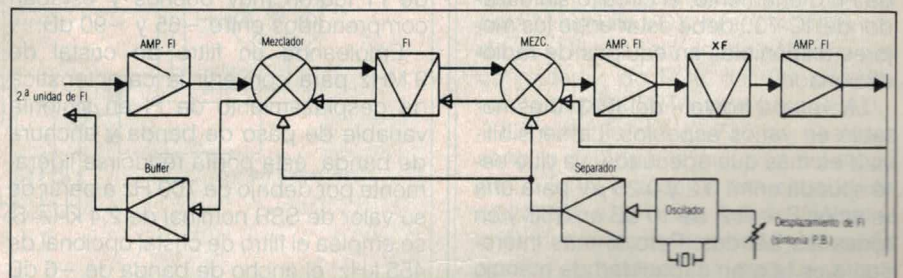 AMP. FI
Mezclador
FI
MEZC.
AMP. FI
XF
AMP. FI
2.ª unidad de FI
Buffer
Separador
Oscilador
Desplazamiento de FI
(sintonía P.B.)